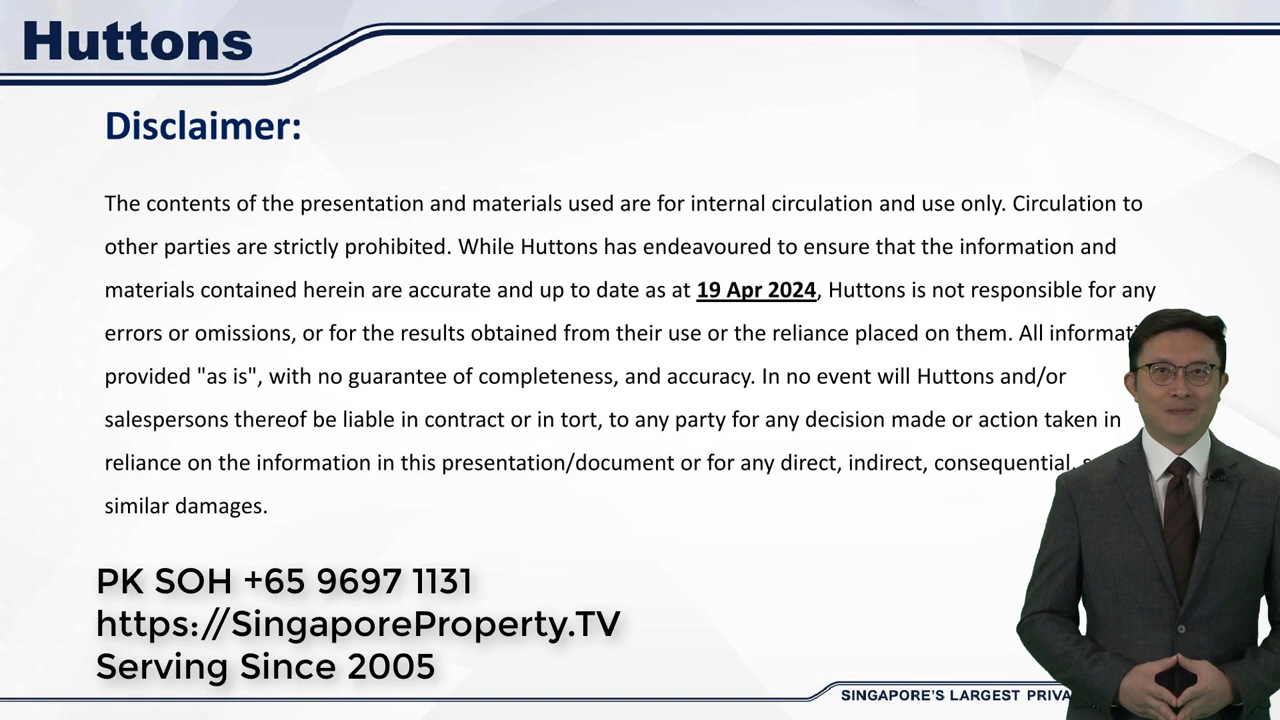 Huttons
Disclaimer:
The contents of the presentation and materials used are for internal circulation and use only. Circulation to
other parties are strictly prohibited. While Huttons has endeavoured to ensure that the information and
materials contained herein are accurate and up to date as at 19 Apr 2024, Huttons is not responsible for any
errors or omissions, or for the results obtained from their use or the reliance placed on them. All
provided "as is", with no guarantee of completeness, and accuracy. In no event will Huttons and/or
salespersons thereof be liable in contract or in tort, to any party for any decision made or action taken in
reliance on the information in this presentation/document or for any direct, indirect, consequential,
similar damages.
PK SOH +65 9697 1131
https://SingaporeProperty.TV
Serving Since 2005
SINGAPORE'S LARGEST